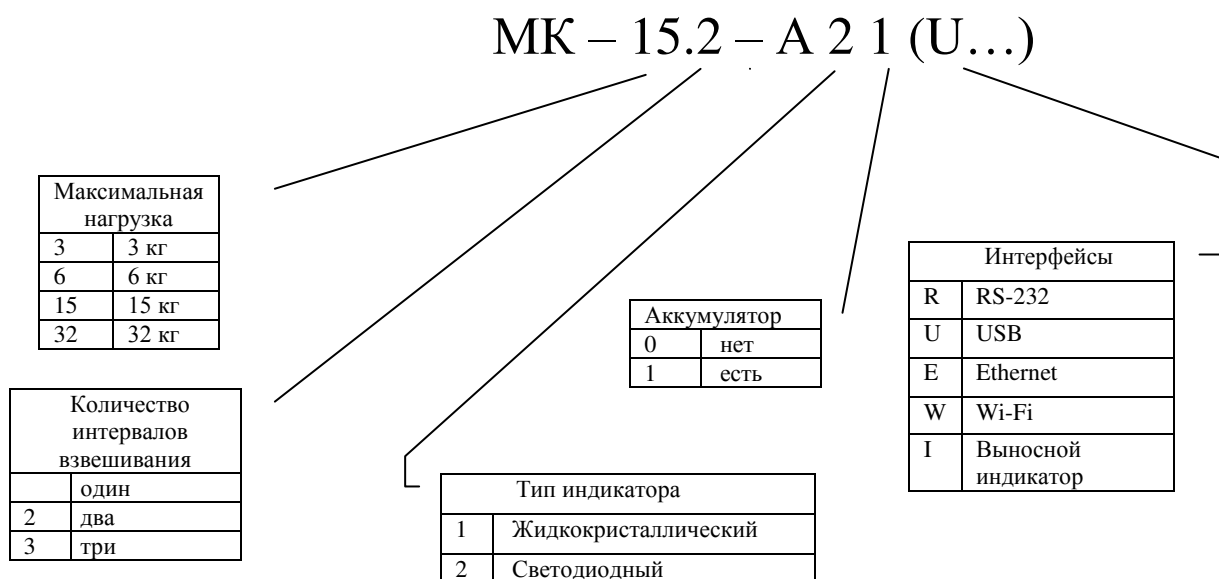 МК – 15.2 – А 2 1 (U…)
Максимальная
нагрузка
3 3 кг
6 6 кг
15 15 кг
32 32 кг
Количество
интервалов
взвешивания
один
2 два
3 три
Аккумулятор
0 нет
1 есть
Тип индикатора
1 Жидкокристаллический
2 Светодиодный
Интерфейсы
R RS-232
U USB
E Ethernet
W Wi-Fi
I Выносной
индикатор